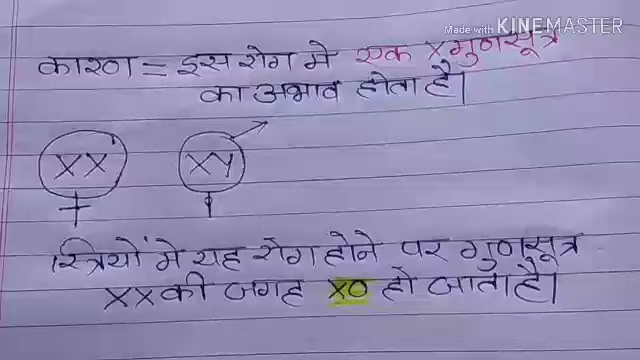 Made with KINEMASTER
कारण = इस रोग मे एक X गुणसूत्र
का अभाव होता है।
XX XY
स्त्रियों मे यह रोग होने पर गुणसूत्र
XX की जगह XO हो जाता है।